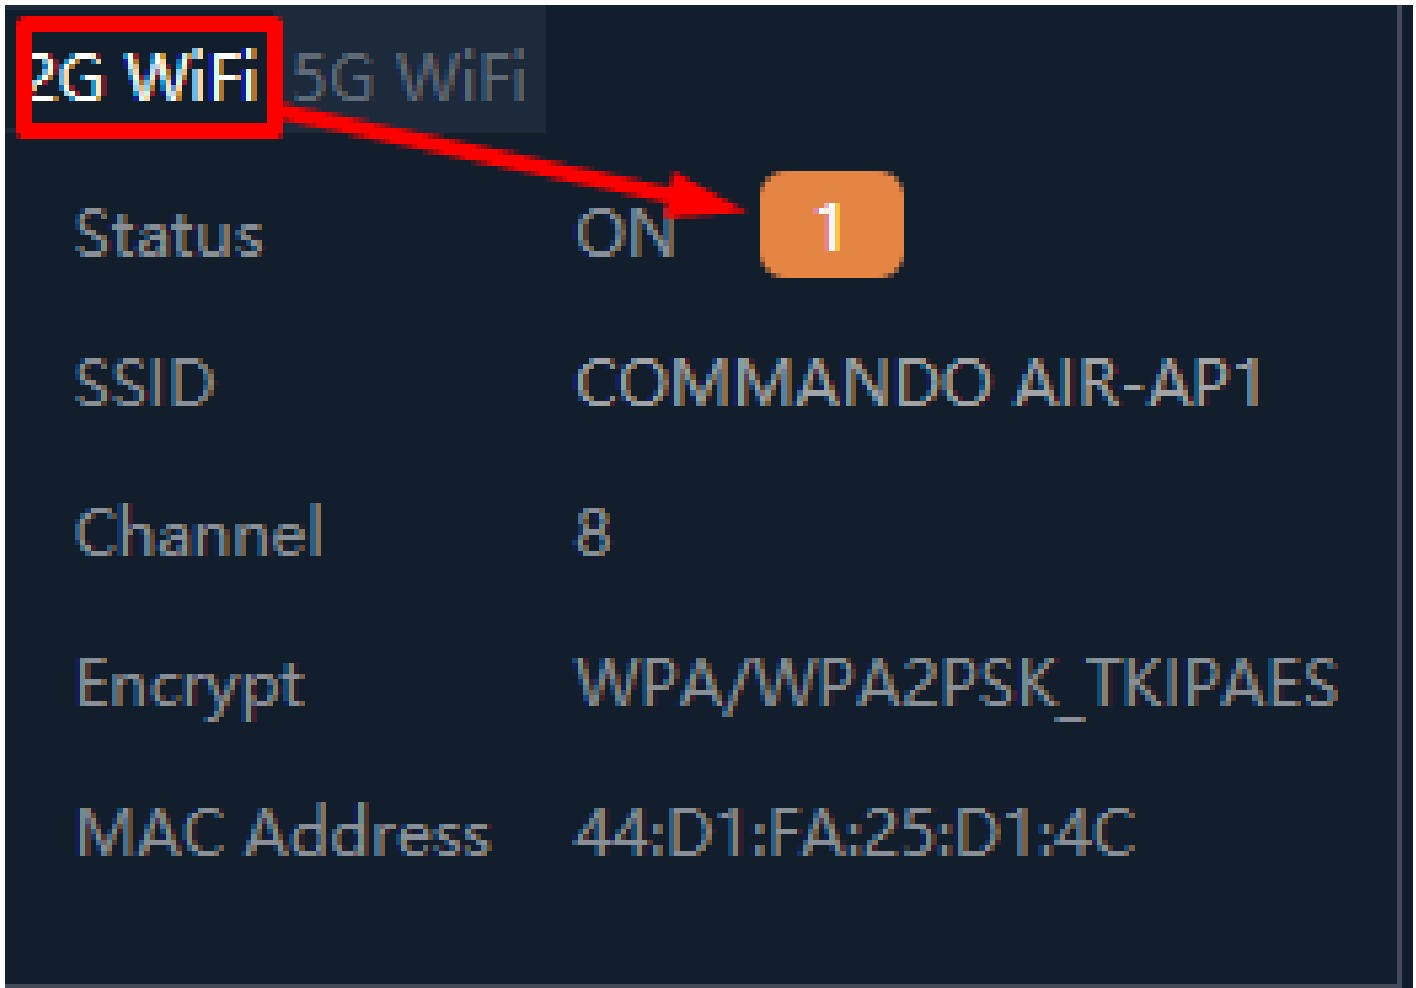 2G WiFi 5G WiFi
Status ON 1
SSID COMMANDO AIR-AP1
Channel 8
Encrypt WPA/WPA2PSK_TKIPAES
MAC Address 44:D1:FA:25:D1:4C